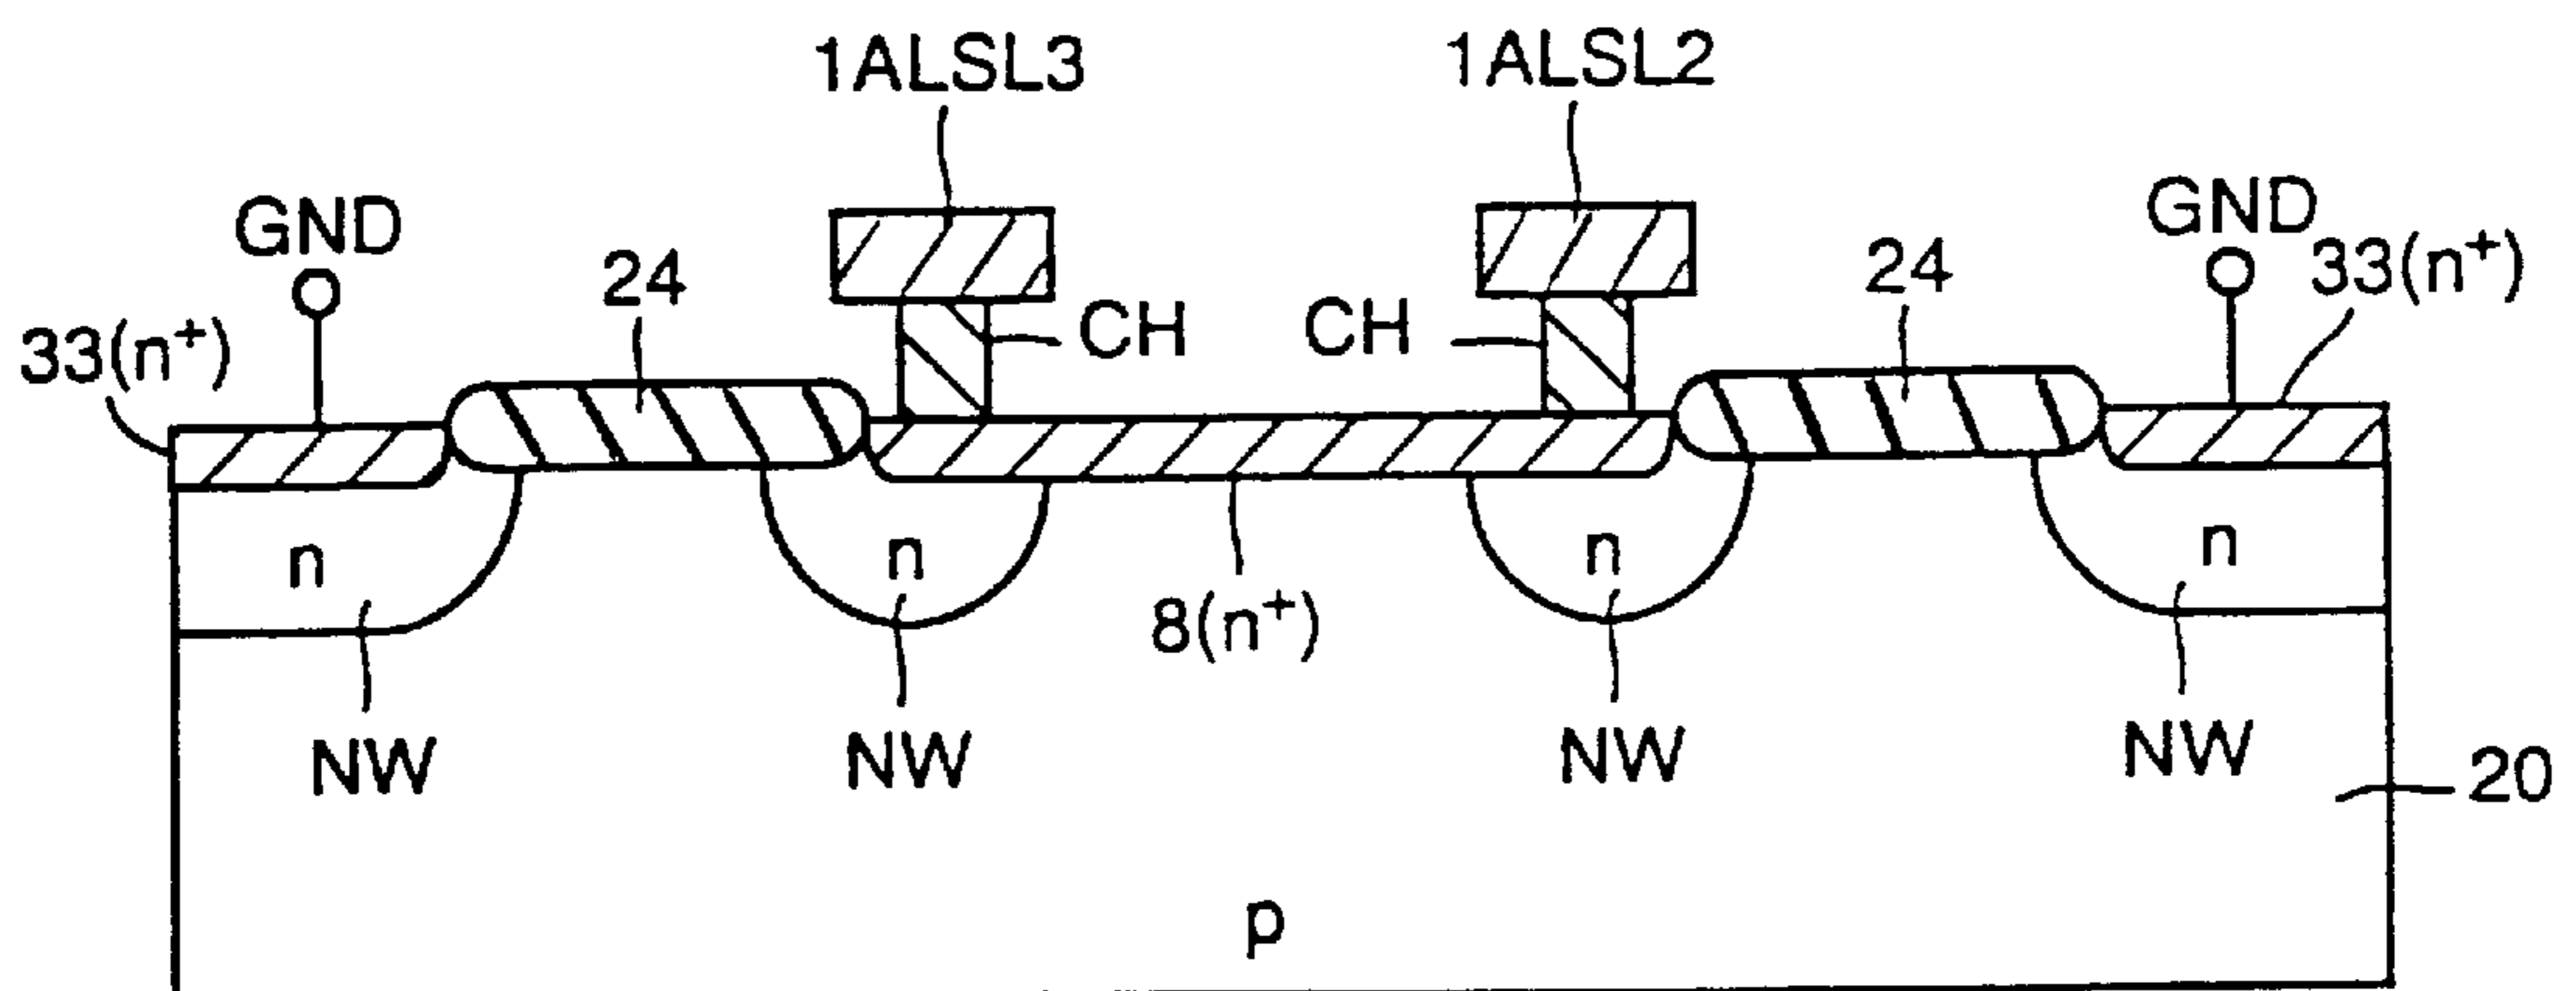 1ALSL3
1ALSL2
GND
24
GND
24
33(n+)
33(n+)
CH
CH
n
n
n
n
8(n+)
NW
NW
NW
NW
20
p